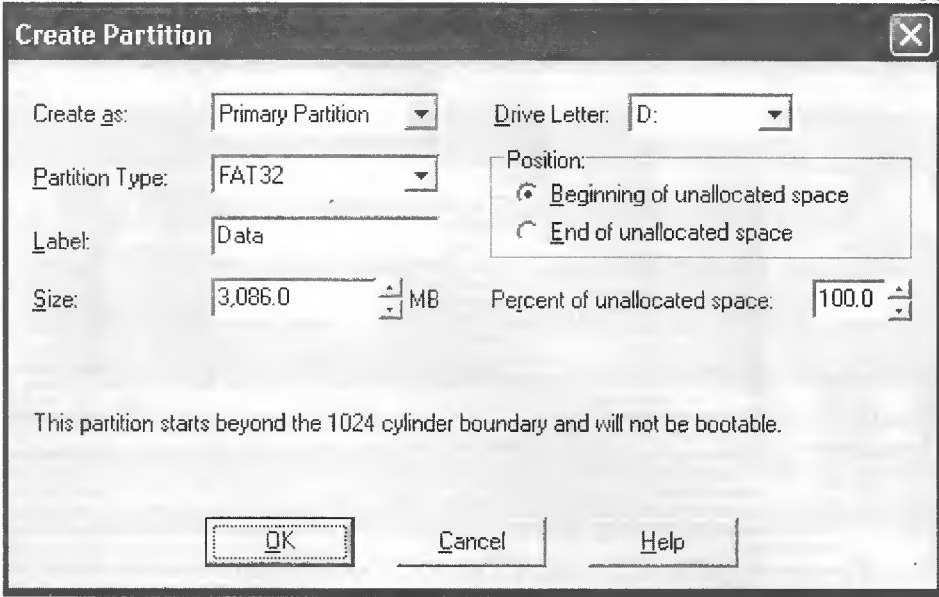 Create Partition
Create as: Primary Partition Drive Letter: D:
Partition Type: FAT32 Position:
Beginning of unallocated space
Label: Data End of unallocated space
Size: 3,086.0 MB Percent of unallocated space: 100.0
This partition starts beyond the 1024 cylinder boundary and will not be bootable.
OK Cancel Help